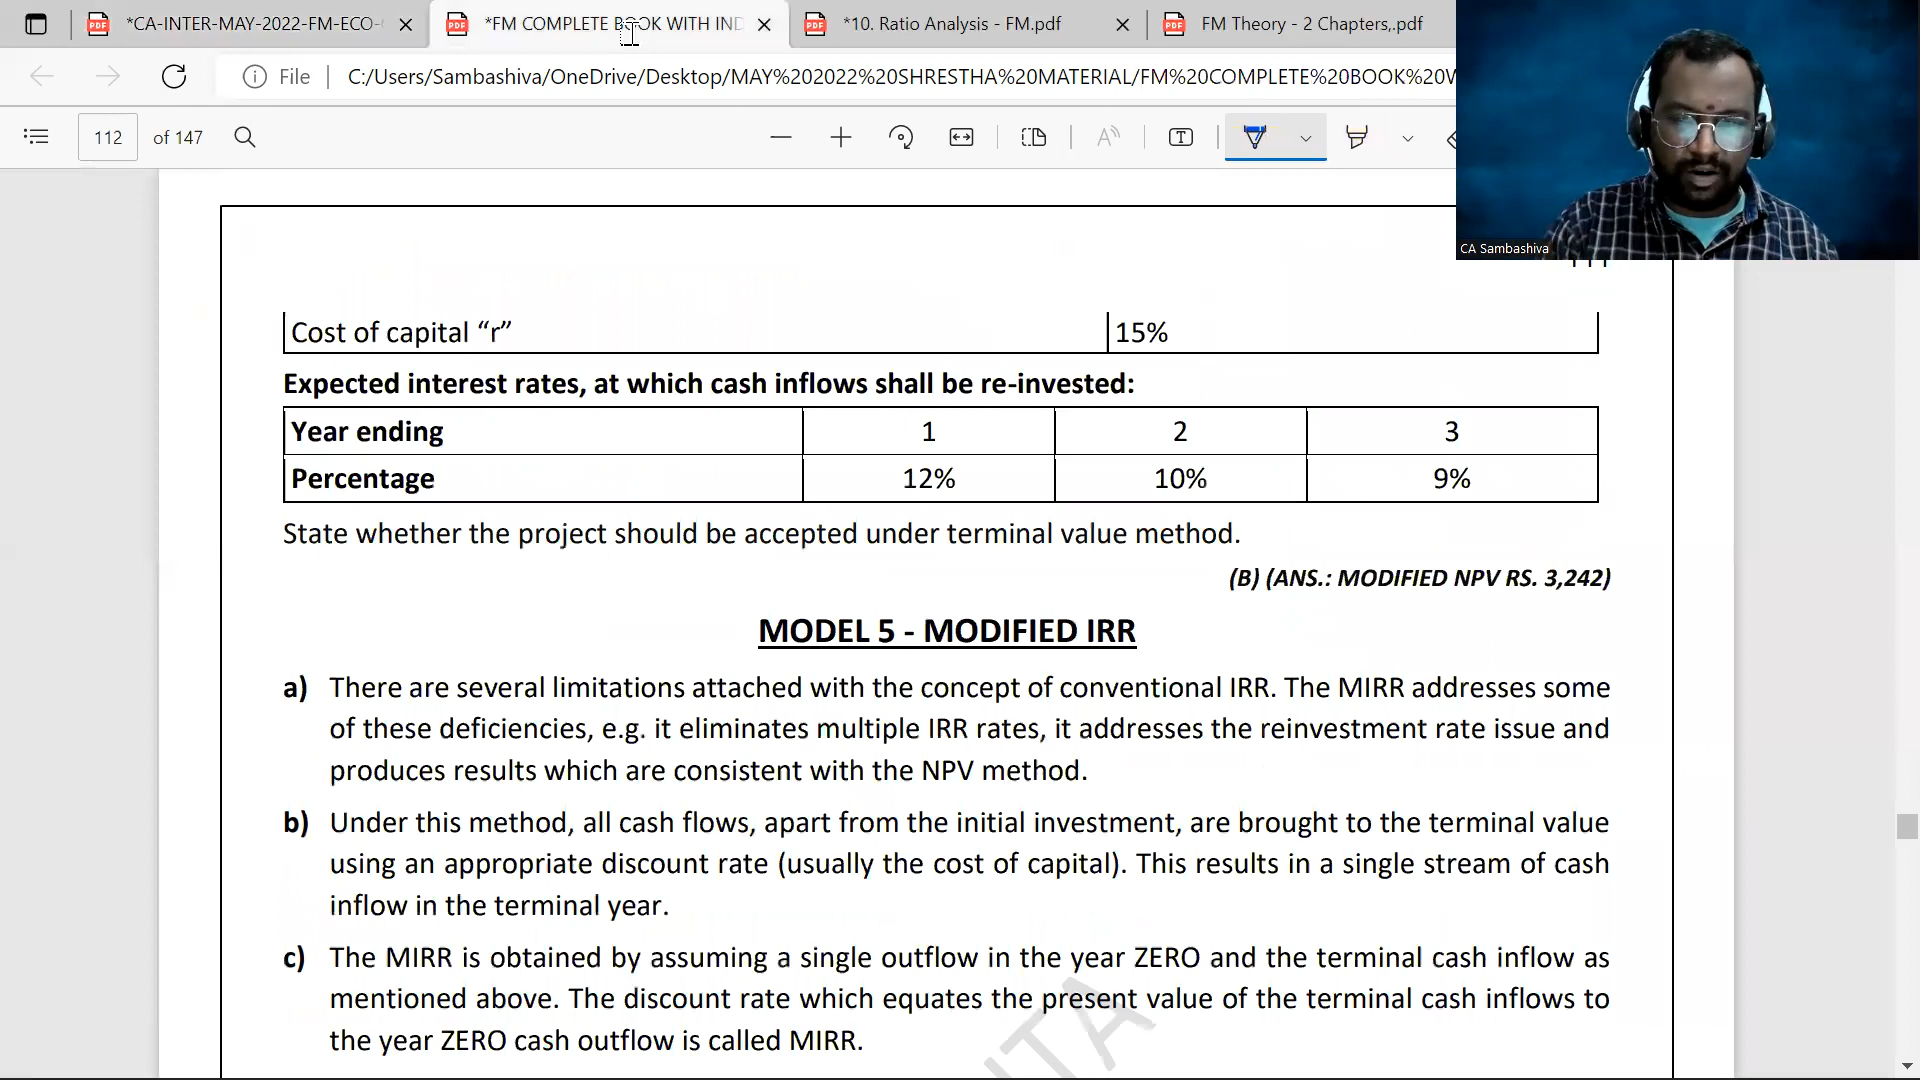 *CA-INTER-MAY-2022-FM-ECO-
*FM COMPLETE BOOK WITH IND
*10. Ratio Analysis - FM.pdf
FM Theory - 2 Chapters,.pdf
File
C:/Users/Sambashiva/OneDrive/Desktop/MAY%202022%20SHRESTHA%20MATERIAL/FM%20COMPLETE%20BOOK%20W
112 of 147
CA Sambashiva
Cost of capital “r” 15%
Expected interest rates, at which cash inflows shall be re-invested:
Year ending 1 2 3
Percentage 12% 10% 9%
State whether the project should be accepted under terminal value method.
(B) (ANS.: MODIFIED NPV RS. 3,242)
MODEL 5 - MODIFIED IRR
a) There are several limitations attached with the concept of conventional IRR. The MIRR addresses some
of these deficiencies, e.g. it eliminates multiple IRR rates, it addresses the reinvestment rate issue and
produces results which are consistent with the NPV method.
b) Under this method, all cash flows, apart from the initial investment, are brought to the terminal value
using an appropriate discount rate (usually the cost of capital). This results in a single stream of cash
inflow in the terminal year.
c) The MIRR is obtained by assuming a single outflow in the year ZERO and the terminal cash inflow as
mentioned above. The discount rate which equates the present value of the terminal cash inflows to
the year ZERO cash outflow is called MIRR.